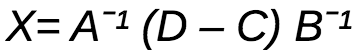 X= A⁻¹ (D – C) B⁻¹